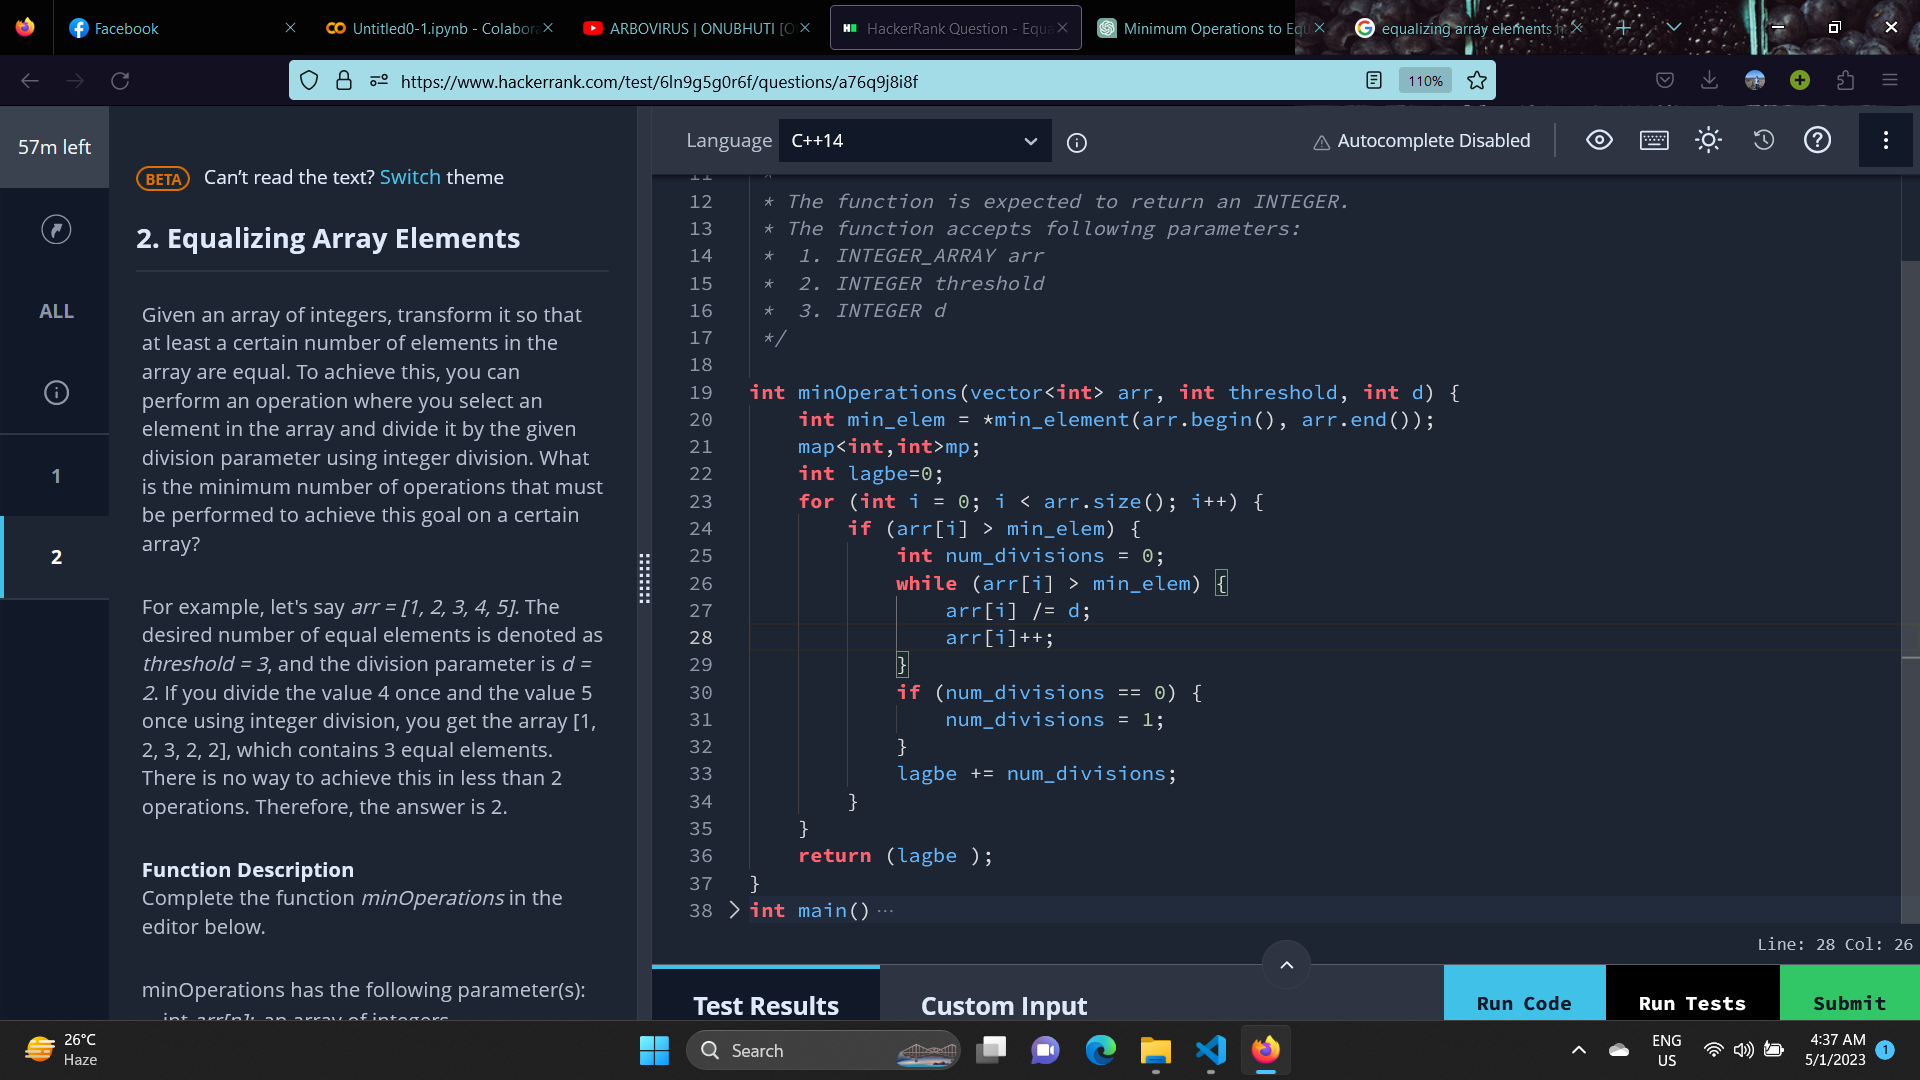 Facebook
Untitled0-1.ipynb - Colabora
ARBOVIRUS | ONUBHUTI [O
HackerRank Question - Equa
Minimum Operations to Eq
equalizing array elements
https://www.hackerrank.com/test/6ln9g5g0r6f/questions/a76q9j8i8f
110%
57m left
ALL
1
2
BETA Can't read the text? Switch theme
2. Equalizing Array Elements
Given an array of integers, transform it so that
at least a certain number of elements in the
array are equal. To achieve this, you can
perform an operation where you select an
element in the array and divide it by the given
division parameter using integer division. What
is the minimum number of operations that must
be performed to achieve this goal on a certain
array?
For example, let's say arr = [1, 2, 3, 4, 5]. The
desired number of equal elements is denoted as
threshold = 3, and the division parameter is d =
2. If you divide the value 4 once and the value 5
once using integer division, you get the array [1,
2, 3, 2, 2], which contains 3 equal elements.
There is no way to achieve this in less than 2
operations. Therefore, the answer is 2.
Function Description
Complete the function minOperations in the
editor below.
minOperations has the following parameter(s):
int arr[n]: an array of integers
Language C++14
Autocomplete Disabled
11 *
12 * The function is expected to return an INTEGER.
13 * The function accepts following parameters:
14 * 1. INTEGER_ARRAY arr
15 * 2. INTEGER threshold
16 * 3. INTEGER d
17 */
18
19 int minOperations(vector<int> arr, int threshold, int d) {
20 int min_elem = *min_element(arr.begin(), arr.end());
21 map<int,int>mp;
22 int lagbe=0;
23 for (int i = 0; i < arr.size(); i++) {
24 if (arr[i] > min_elem) {
25 int num_divisions = 0;
26 while (arr[i] > min_elem) {
27 arr[i] /= d;
28 arr[i]++;
29 }
30 if (num_divisions == 0) {
31 num_divisions = 1;
32 }
33 lagbe += num_divisions;
34 }
35 }
36 return (lagbe );
37 }
38 int main() ...
Line: 28 Col: 26
Test Results
Custom Input
Run Code
Run Tests
Submit
26°C
Haze
Search
ENG
US
4:37 AM
5/1/2023
1